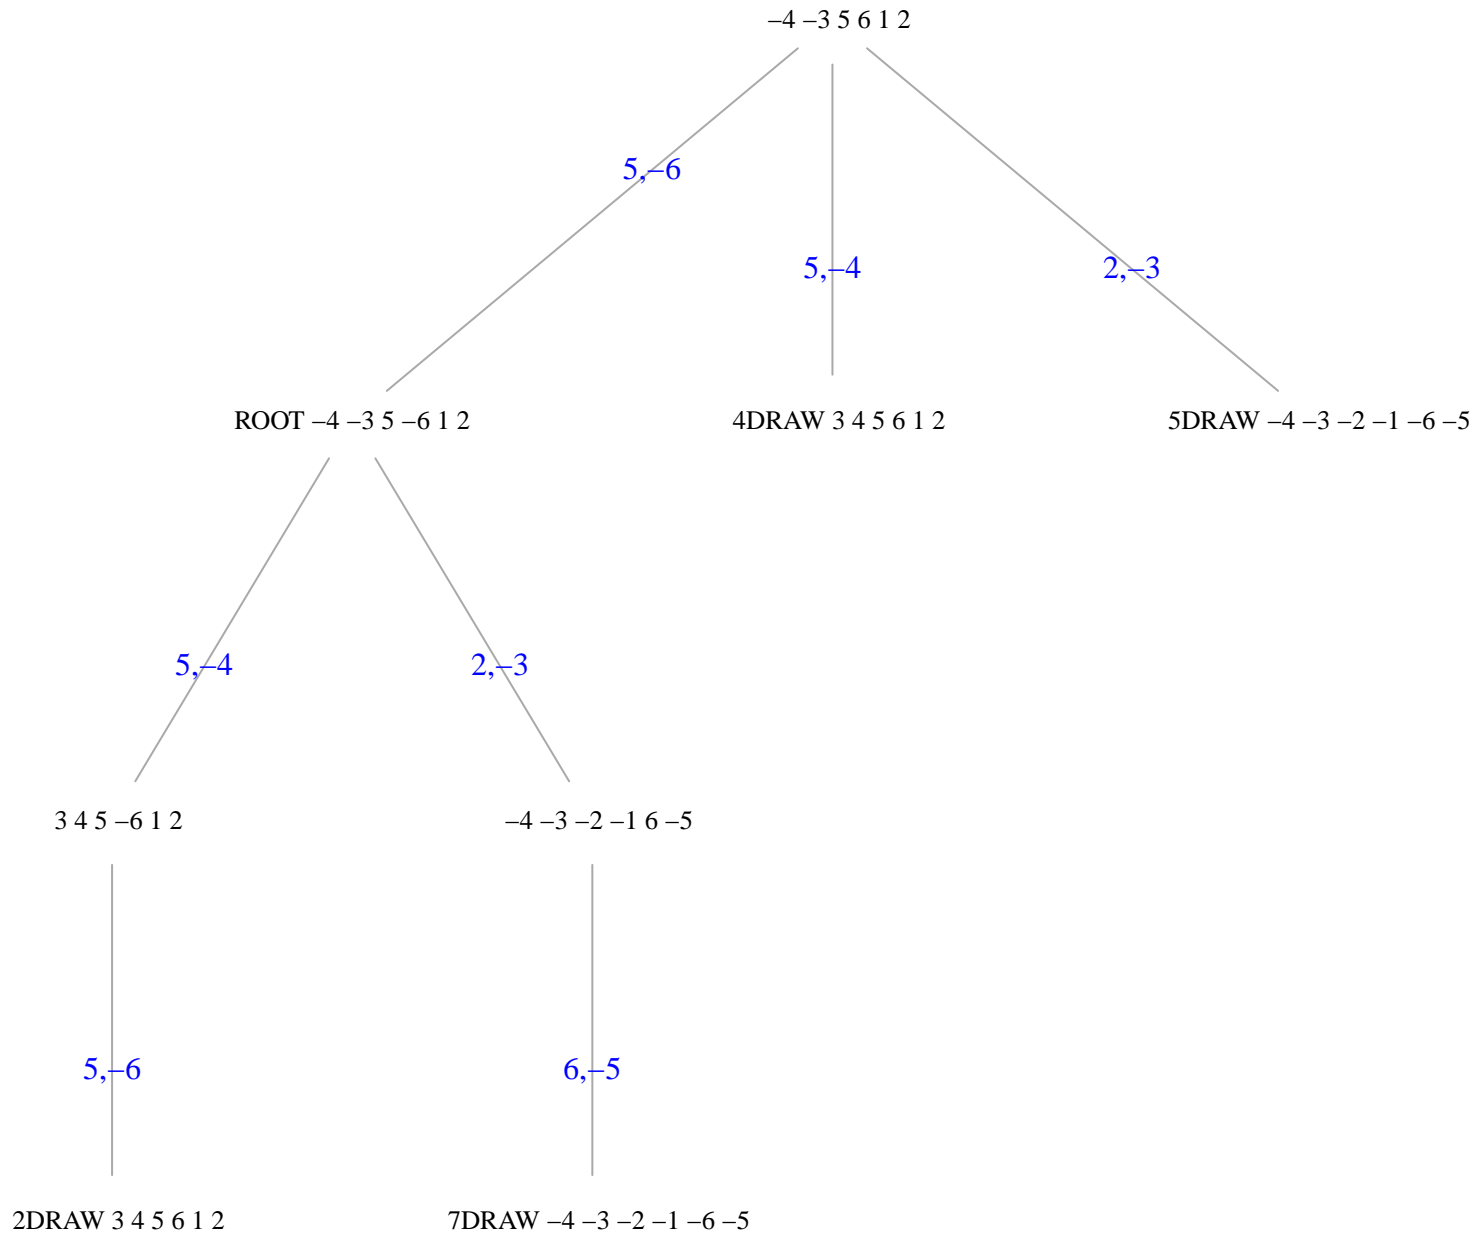 –4 –3 5 6 1 2
5,–6
5,–4
2,–3
ROOT –4 –3 5 –6 1 2
4DRAW 3 4 5 6 1 2
5DRAW –4 –3 –2 –1 –6 –5
5,–4
2,–3
3 4 5 –6 1 2
–4 –3 –2 –1 6 –5
5,–6
6,–5
2DRAW 3 4 5 6 1 2
7DRAW –4 –3 –2 –1 –6 –5